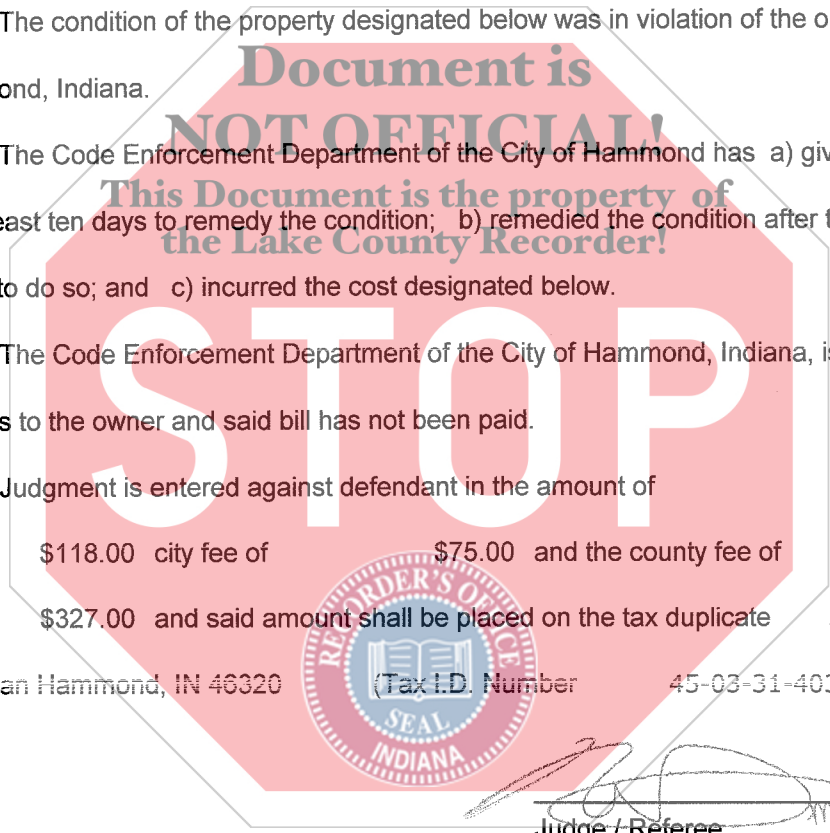 The condition of the property designated below was in violation of the o
Document is
ond, Indiana.
NOT OFFICIAL!
The Code Enforcement Department of the City of Hammond has a) giv
This Document is the property of
east ten days to remedy the condition; b) remedied the condition after t
the Lake County Recorder!
to do so; and c) incurred the cost designated below.
STOP
The Code Enforcement Department of the City of Hammond, Indiana, is
s to the owner and said bill has not been paid.
Judgment is entered against defendant in the amount of
$118.00 city fee of $75.00 and the county fee of
$327.00 and said amount shall be placed on the tax duplicate
RECORDER'S OFFICE
an Hammond, IN 46320 (Tax I.D. Number 45-03-31-403
SEAL
INDIANA
Judge / Referee